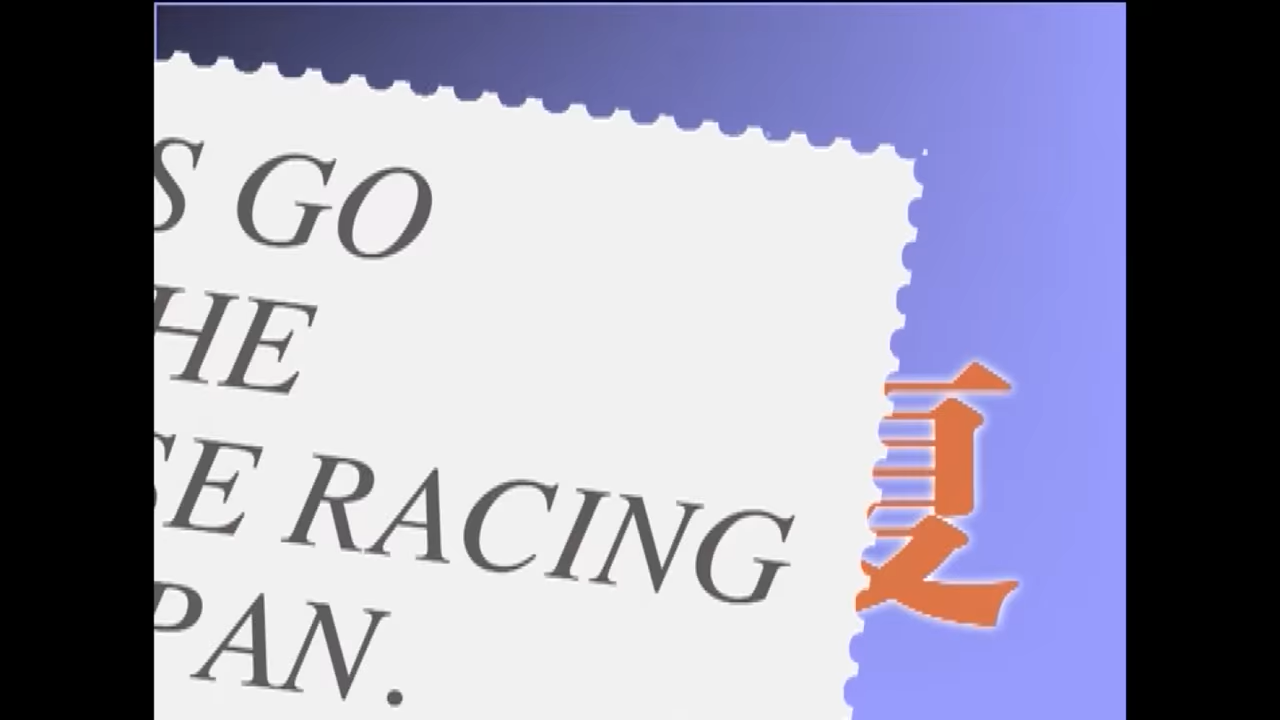 S GO
HE
SE RACING
PAN.
夏